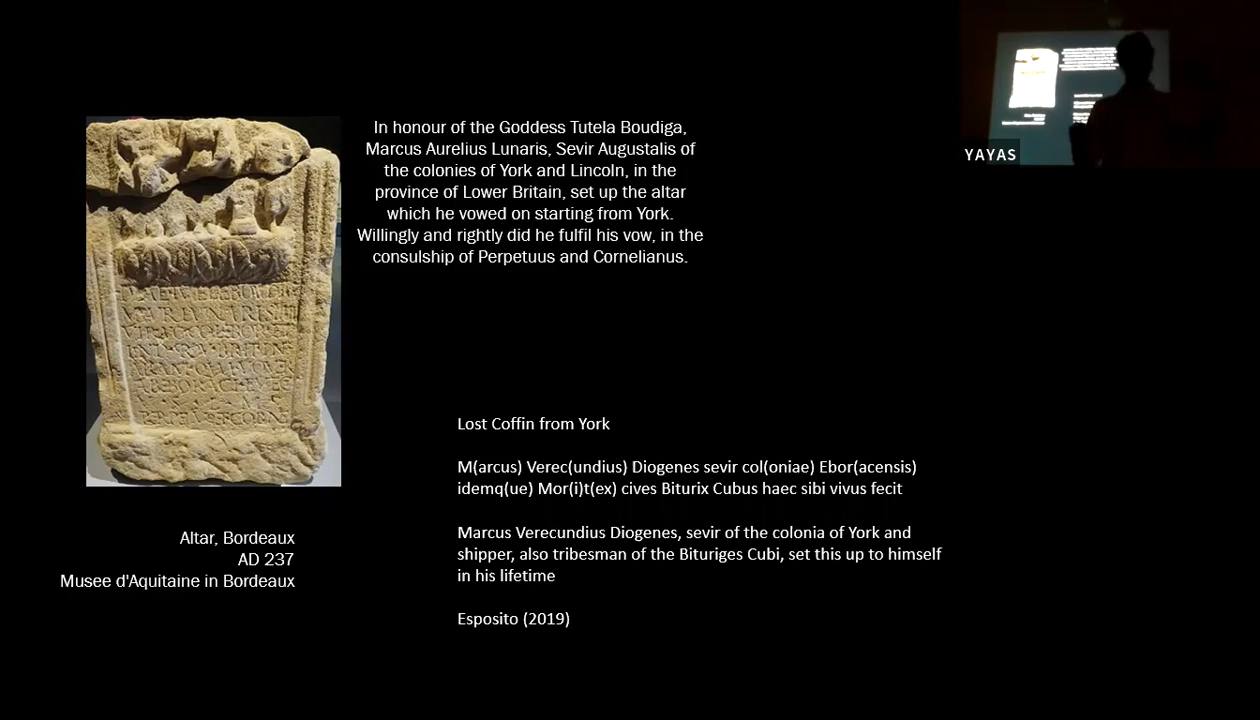 In honour of the Goddess Tutela Boudiga,
Marcus Aurelius Lunaris, Sevir Augustalis of
the colonies of York and Lincoln, in the
province of Lower Britain, set up the altar
which he vowed on starting from York.
Willingly and rightly did he fulfil his vow, in the
consulship of Perpetuus and Cornelianus.
YAYAS
Lost Coffin from York
M(arcus) Verec(undius) Diogenes sevir col(oniae) Ebor(acensis)
idemq(ue) Mor(i)t(ex) cives Biturix Cubus haec sibi vivus fecit
Marcus Verecundius Diogenes, sevir of the colonia of York and
shipper, also tribesman of the Bituriges Cubi, set this up to himself
in his lifetime
Esposito (2019)
Altar, Bordeaux
AD 237
Musee d'Aquitaine in Bordeaux